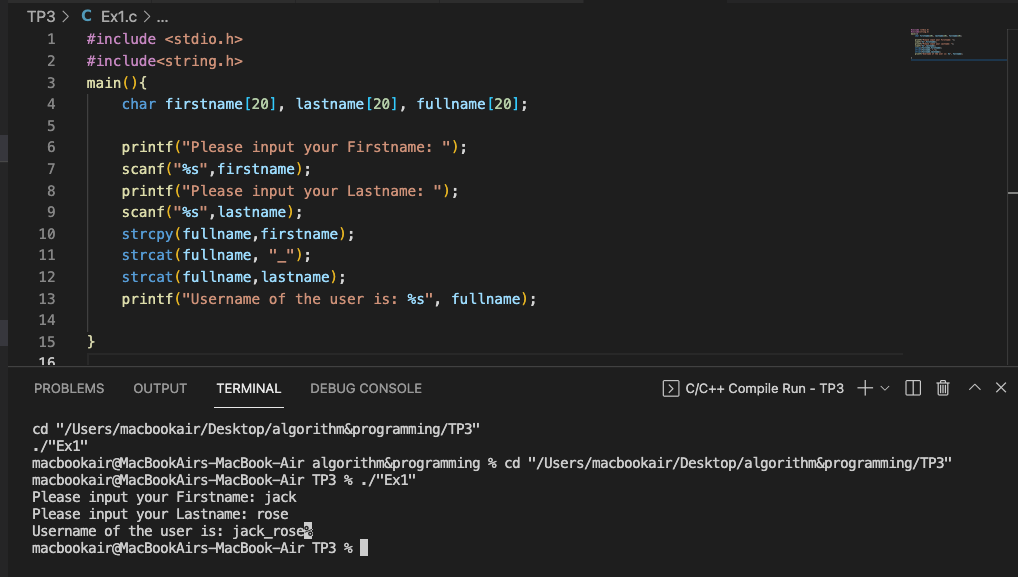 TP3 > C Ex1.c > ...
1 #include <stdio.h>
2 #include<string.h>
3 main(){
4 char firstname[20], lastname[20], fullname[20];
5
6 printf("Please input your Firstname: ");
7 scanf("%s",firstname);
8 printf("Please input your Lastname: ");
9 scanf("%s",lastname);
10 strcpy(fullname,firstname);
11 strcat(fullname, "_");
12 strcat(fullname,lastname);
13 printf("Username of the user is: %s", fullname);
14
15 }
16
PROBLEMS OUTPUT TERMINAL DEBUG CONSOLE C/C++ Compile Run - TP3
cd "/Users/macbookair/Desktop/algorithm&programming/TP3"
./"Ex1"
macbookair@MacBookAirs-MacBook-Air algorithm&programming % cd "/Users/macbookair/Desktop/algorithm&programming/TP3"
macbookair@MacBookAirs-MacBook-Air TP3 % ./"Ex1"
Please input your Firstname: jack
Please input your Lastname: rose
Username of the user is: jack_rose%
macbookair@MacBookAirs-MacBook-Air TP3 %